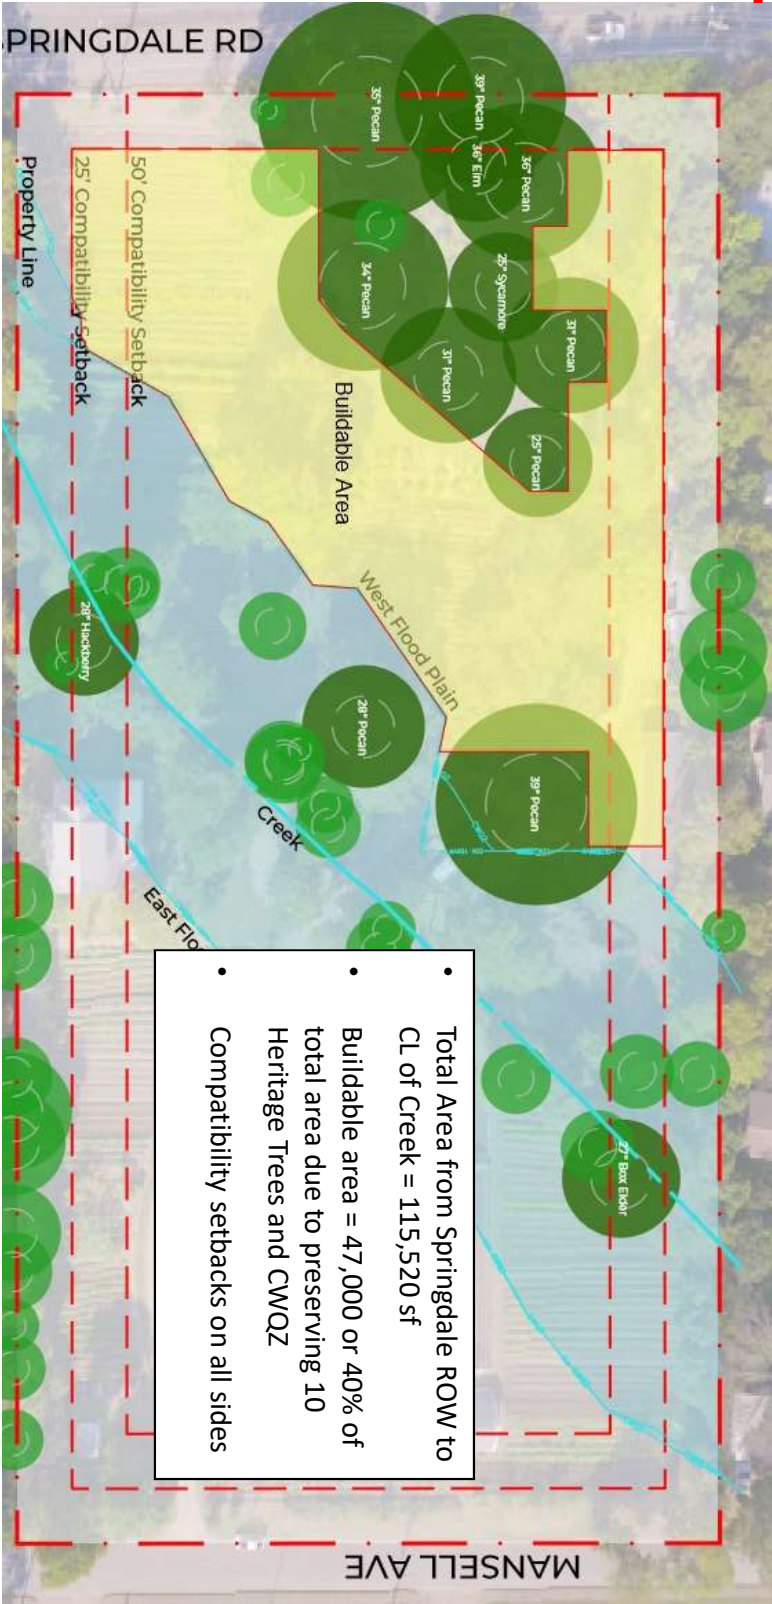 SPRINGDALE RD
39" Pecan
35" Pecan
36" Elm
36" Pecan
25" Sycamore
34" Pecan
31" Pecan
31" Pecan
25" Pecan
Property Line
25' Compatibility Setback
50' Compatibility Setback
Buildable Area
West Flood Plain
28" Hackberry
28" Pecan
39" Pecan
Creek
East Flo
27" Box Elder
• Total Area from Springdale ROW to
CL of Creek = 115,520 sf
• Buildable area = 47,000 or 40% of
total area due to preserving 10
Heritage Trees and CWQZ
• Compatibility setbacks on all sides
MANSELL AVE